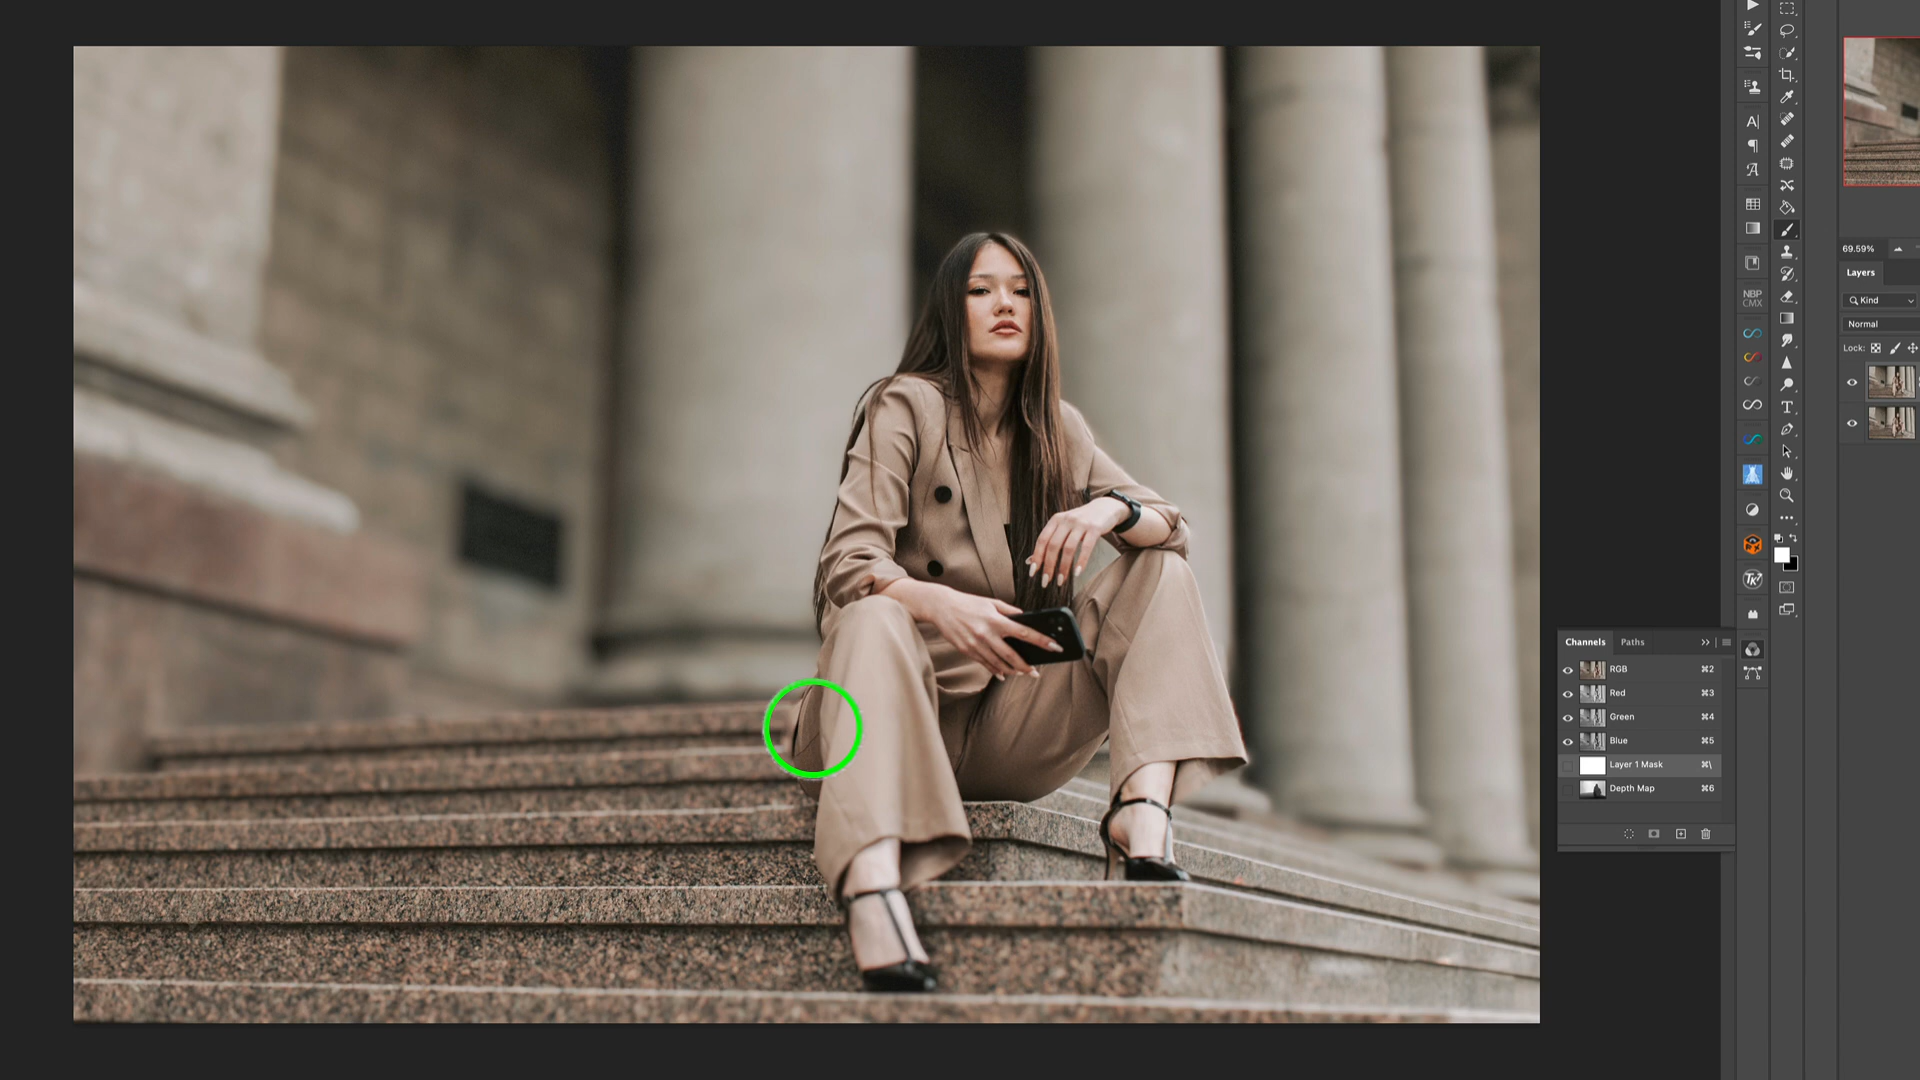 NBP
CMX
TK7
69.59%
Layers
Kind
Normal
Lock:
Channels
Paths
RGB ⌘2
Red ⌘3
Green ⌘4
Blue ⌘5
Layer 1 Mask ⌘\
Depth Map ⌘6